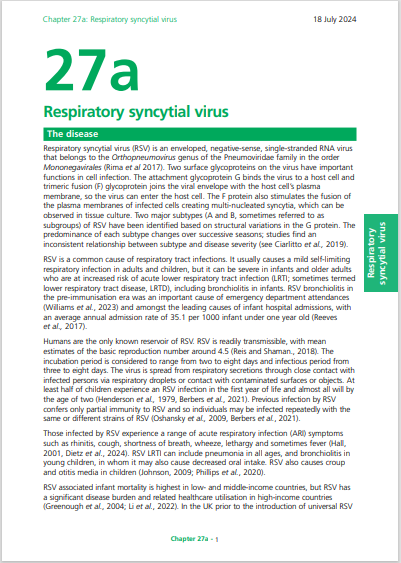 Chapter 27a: Respiratory syncytial virus 18 July 2024
27a
Respiratory syncytial virus
The disease
Respiratory syncytial virus (RSV) is an enveloped, negative-sense, single-stranded RNA virus
that belongs to the Orthopneumovirus genus of the Pneumoviridae family in the order
Mononegavirales (Rima et al 2017). Two surface glycoproteins on the virus have important
functions in cell infection. The attachment glycoprotein G binds the virus to a host cell and
trimeric fusion (F) glycoprotein joins the viral envelope with the host cell's plasma
membrane, so the virus can enter the host cell. The F protein also stimulates the fusion of
the plasma membranes of infected cells creating multi-nucleated syncytia, which can be
observed in tissue culture. Two major subtypes (A and B, sometimes referred to as
subgroups) of RSV have been identified based on structural variations in the G protein. The
predominance of each subtype changes over successive seasons; studies find an
inconsistent relationship between subtype and disease severity (see Ciarlitto et al., 2019).
RSV is a common cause of respiratory tract infections. It usually causes a mild self-limiting
respiratory infection in adults and children, but it can be severe in infants and older adults
who are at increased risk of acute lower respiratory tract infection (LRTI; sometimes termed
lower respiratory tract disease, LRTD), including bronchiolitis in infants. RSV bronchiolitis in
the pre-immunisation era was an important cause of emergency department attendances
(Williams et al., 2023) and amongst the leading causes of infant hospital admissions, with
an average annual admission rate of 35.1 per 1000 infant under one year old (Reeves
et al., 2017).
Humans are the only known reservoir of RSV. RSV is readily transmissible, with mean
estimates of the basic reproduction number around 4.5 (Reis and Shaman, 2018). The
incubation period is considered to range from two to eight days and infectious period from
three to eight days. The virus is spread from respiratory secretions through close contact with
infected persons via respiratory droplets or contact with contaminated surfaces or objects. At
least half of children experience an RSV infection in the first year of life and almost all will by
the age of two (Henderson et al., 1979, Berbers et al., 2021). Previous infection by RSV
confers only partial immunity to RSV and so individuals may be infected repeatedly with the
same or different strains of RSV (Oshansky et al., 2009, Berbers et al., 2021).
Those infected by RSV experience a range of acute respiratory infection (ARI) symptoms
such as rhinitis, cough, shortness of breath, wheeze, lethargy and sometimes fever (Hall,
2001, Dietz et al., 2024). RSV LRTI can include pneumonia in all ages, and bronchiolitis in
young children, in whom it may also cause decreased oral intake. RSV also causes croup
and otitis media in children (Johnson, 2009; Phillips et al., 2020).
RSV associated infant mortality is highest in low- and middle-income countries, but RSV has
a significant disease burden and related healthcare utilisation in high-income countries
(Greenough et al., 2004; Li et al., 2022). In the UK prior to the introduction of universal RSV
Respiratory
syncytial virus
Chapter 27a - 1